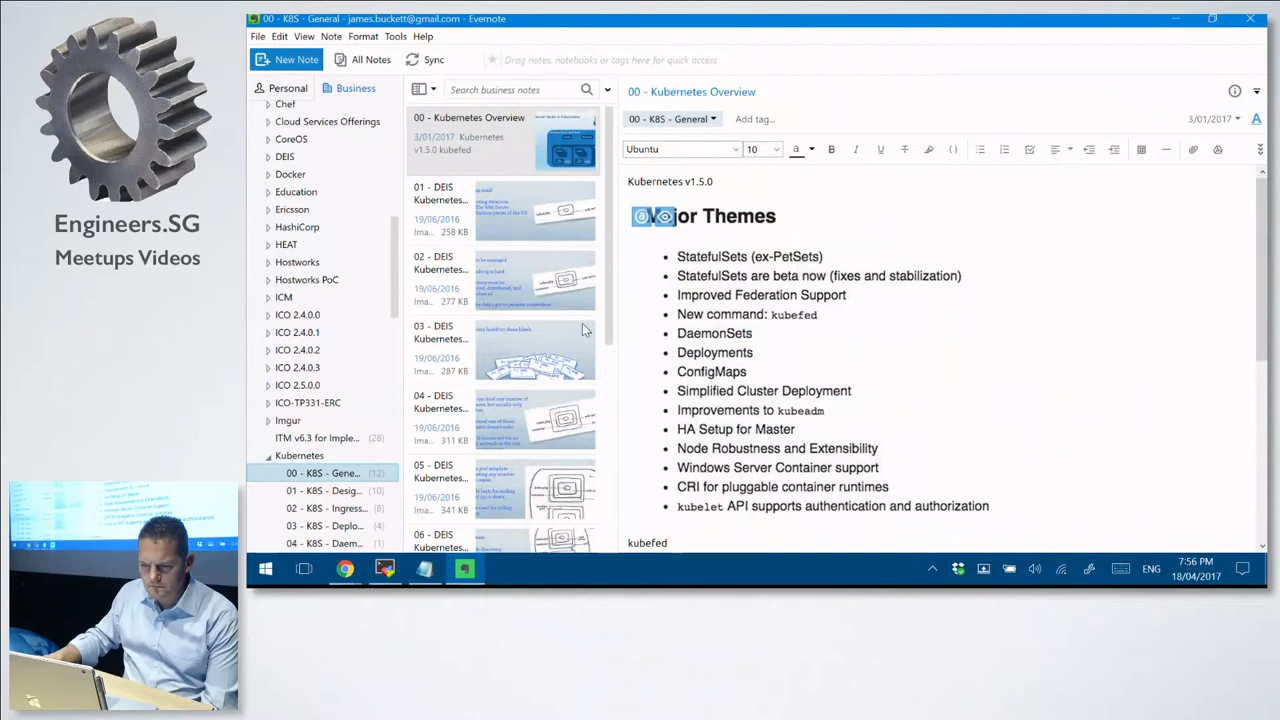 Engineers.SG
Meetups Videos
00 - K8S - General - james.buckett@gmail.com - Evernote
File Edit View Note Format Tools Help
New Note All Notes Sync Drag notes, notebooks or tags here for quick access
Personal Business
Chef
Cloud Services Offerings
CoreOS
DEIS
Docker
Education
Ericsson
HashiCorp
HEAT
Hostworks
Hostworks PoC
ICM
ICO 2.4.0.0
ICO 2.4.0.1
ICO 2.4.0.2
ICO 2.4.0.3
ICO 2.5.0.0
ICO-TP331-ERC
Imgur
ITM v6.3 for Imple... (28)
Kubernetes
00 - K8S - Gene... (12)
01 - K8S - Desig... (10)
02 - K8S - Ingress... (8)
03 - K8S - Deplo... (4)
04 - K8S - Daem... (1)
Search business notes
00 - Kubernetes Overview
3/01/2017 Kubernetes
v1.5.0 kubefed
01 - DEIS
Kubernetes...
19/06/2016
Ima... 258 KB
02 - DEIS
Kubernetes...
19/06/2016
Ima... 277 KB
03 - DEIS
Kubernetes...
19/06/2016
Ima... 287 KB
04 - DEIS
Kubernetes...
19/06/2016
Ima... 311 KB
05 - DEIS
Kubernetes...
19/06/2016
Ima... 341 KB
06 - DEIS
Kubernetes...
00 - Kubernetes Overview
00 - K8S - General Add tag... 3/01/2017
Ubuntu 10
Kubernetes v1.5.0
Major Themes
StatefulSets (ex-PetSets)
StatefulSets are beta now (fixes and stabilization)
Improved Federation Support
New command: kubefed
DaemonSets
Deployments
ConfigMaps
Simplified Cluster Deployment
Improvements to kubeadm
HA Setup for Master
Node Robustness and Extensibility
Windows Server Container support
CRI for pluggable container runtimes
kubelet API supports authentication and authorization
kubefed
ENG
7:56 PM
18/04/2017